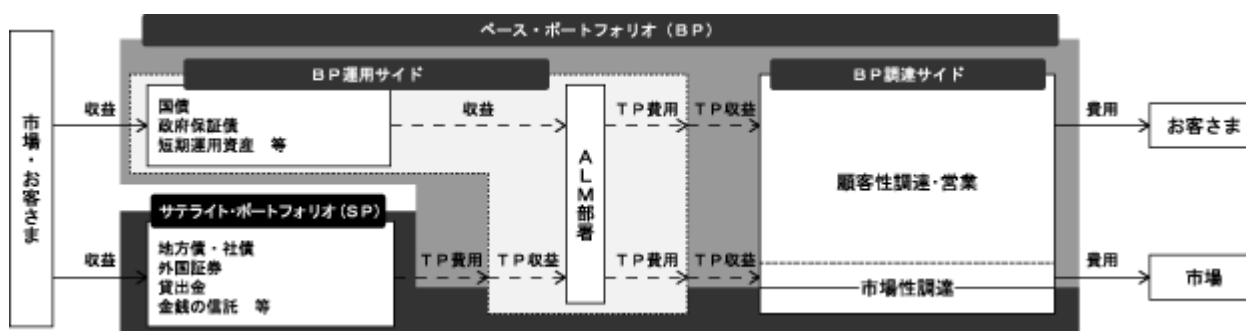 ベース・ポートフォリオ（ＢＰ）
ＢＰ運用サイド
ＢＰ調達サイド
市場・お客さま
収益
国債
政府保証債
短期運用資産　等
収益
ＡＬＭ部署
ＴＰ費用
ＴＰ収益
顧客性調達・営業
費用
お客さま
サテライト・ポートフォリオ（ＳＰ）
収益
地方債・社債
外国証券
貸出金
金銭の信託　等
ＴＰ費用
ＴＰ収益
ＴＰ費用
ＴＰ収益
市場性調達
費用
市場